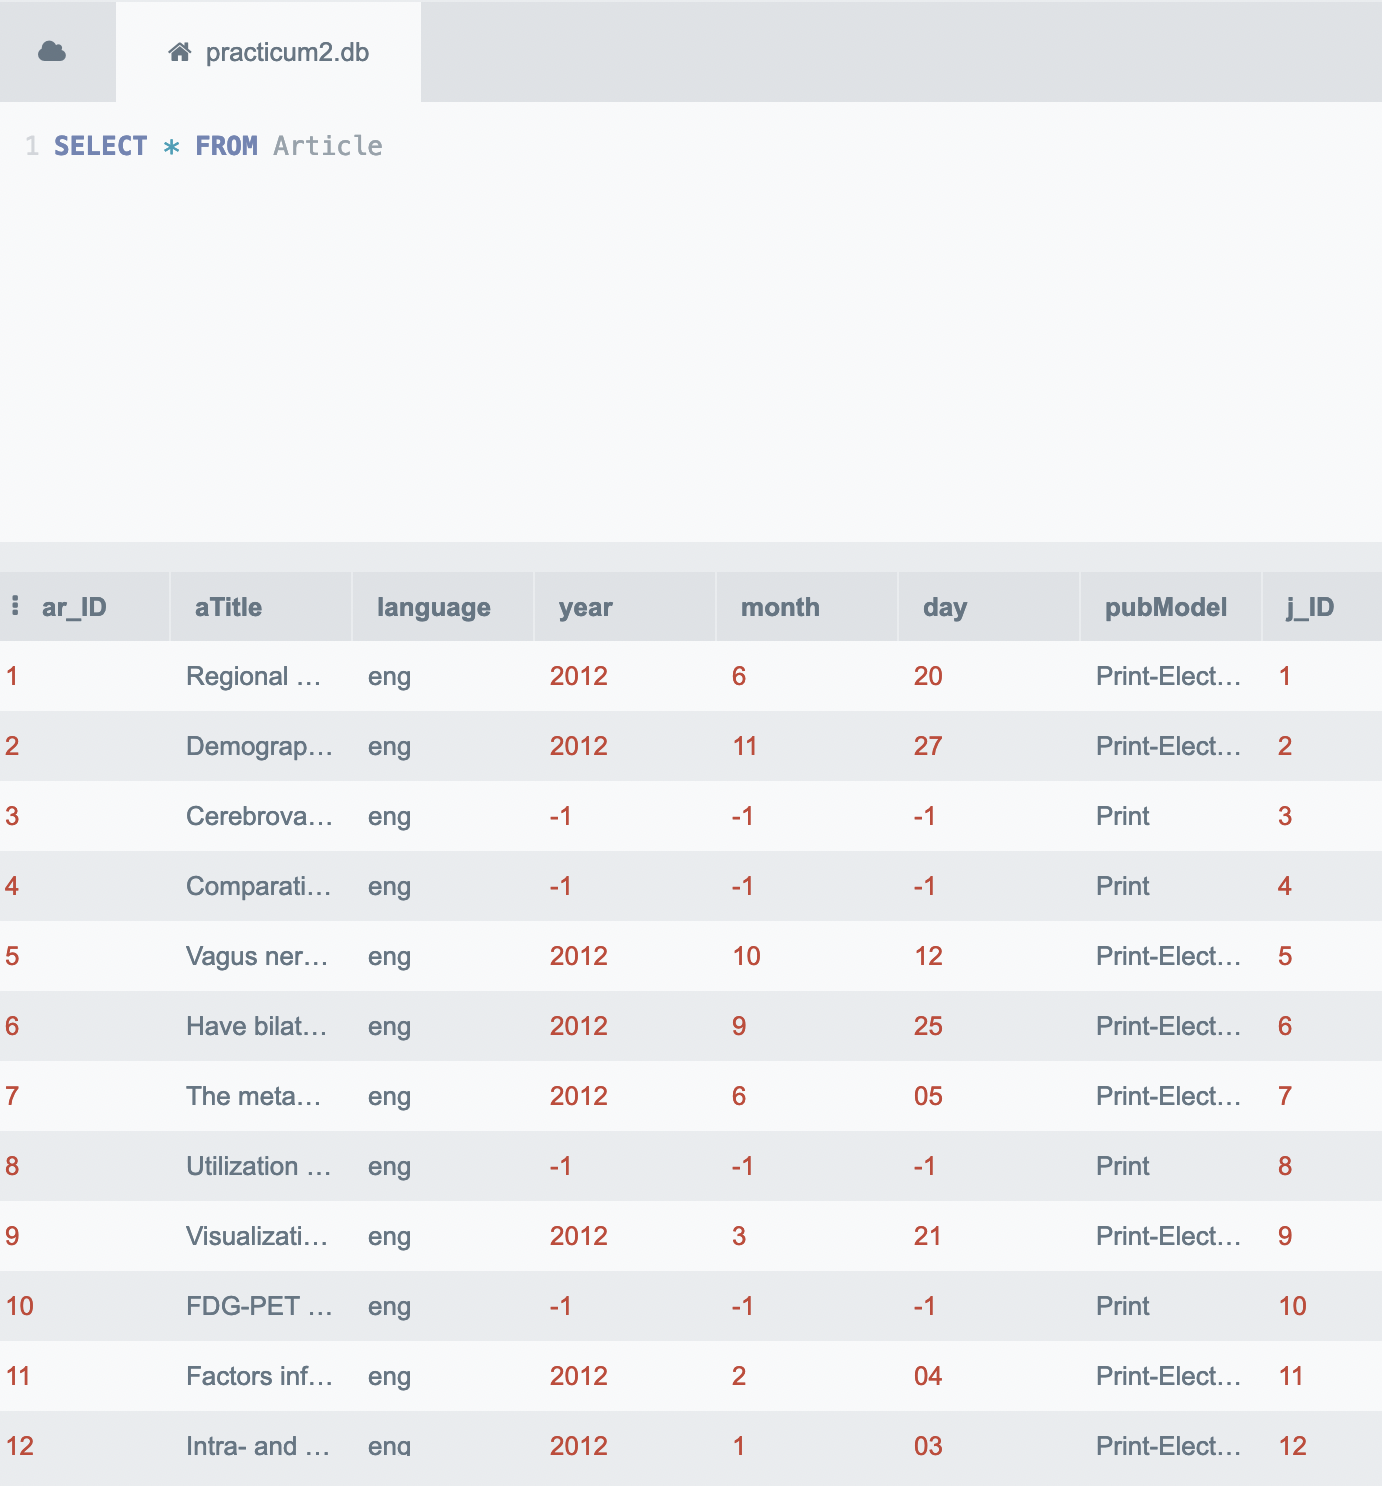 practicum2.db
1 SELECT * FROM Article
ar_ID aTitle language year month day pubModel j_ID
1 Regional ... eng 2012 6 20 Print-Elect... 1
2 Demograp... eng 2012 11 27 Print-Elect... 2
3 Cerebrova... eng -1 -1 -1 Print 3
4 Comparati... eng -1 -1 -1 Print 4
5 Vagus ner... eng 2012 10 12 Print-Elect... 5
6 Have bilat... eng 2012 9 25 Print-Elect... 6
7 The meta... eng 2012 6 05 Print-Elect... 7
8 Utilization ... eng -1 -1 -1 Print 8
9 Visualizati... eng 2012 3 21 Print-Elect... 9
10 FDG-PET ... eng -1 -1 -1 Print 10
11 Factors inf... eng 2012 2 04 Print-Elect... 11
12 Intra- and ... eng 2012 1 03 Print-Elect... 12